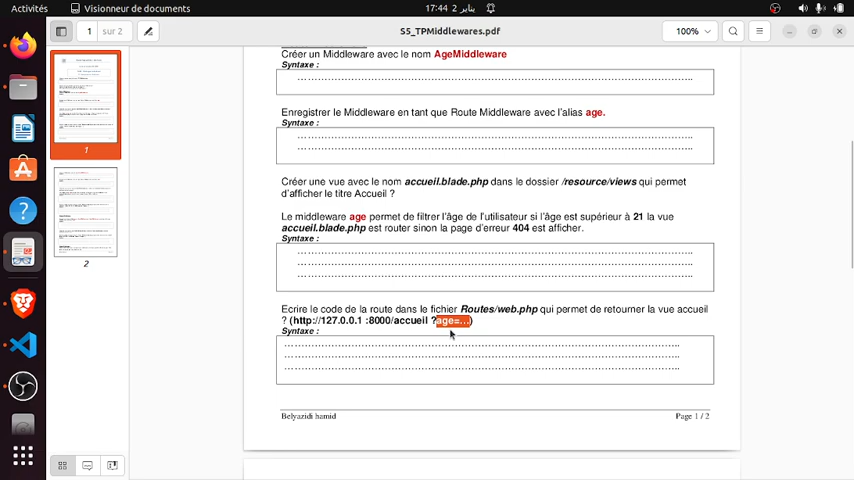 Activités
Visionneur de documents
17:44 2 يناير
1
sur 2
S5_TPMiddlewares.pdf
100%
Créer un Middleware avec le nom AgeMiddleware
Syntaxe :
Enregistrer le Middleware en tant que Route Middleware avec l'alias age.
Syntaxe :
Créer une vue avec le nom accueil.blade.php dans le dossier /resource/views qui permet
d'afficher le titre Accueil ?
Le middleware age permet de filtrer l'âge de l'utilisateur si l'âge est supérieur à 21 la vue
accueil.blade.php est router sinon la page d'erreur 404 est afficher.
Syntaxe :
Ecrire le code de la route dans le fichier Routes/web.php qui permet de retourner la vue accueil
? (http://127.0.0.1 :8000/accueil ?age=…)
Syntaxe :
Belyazidi hamid
Page 1 / 2
1
2